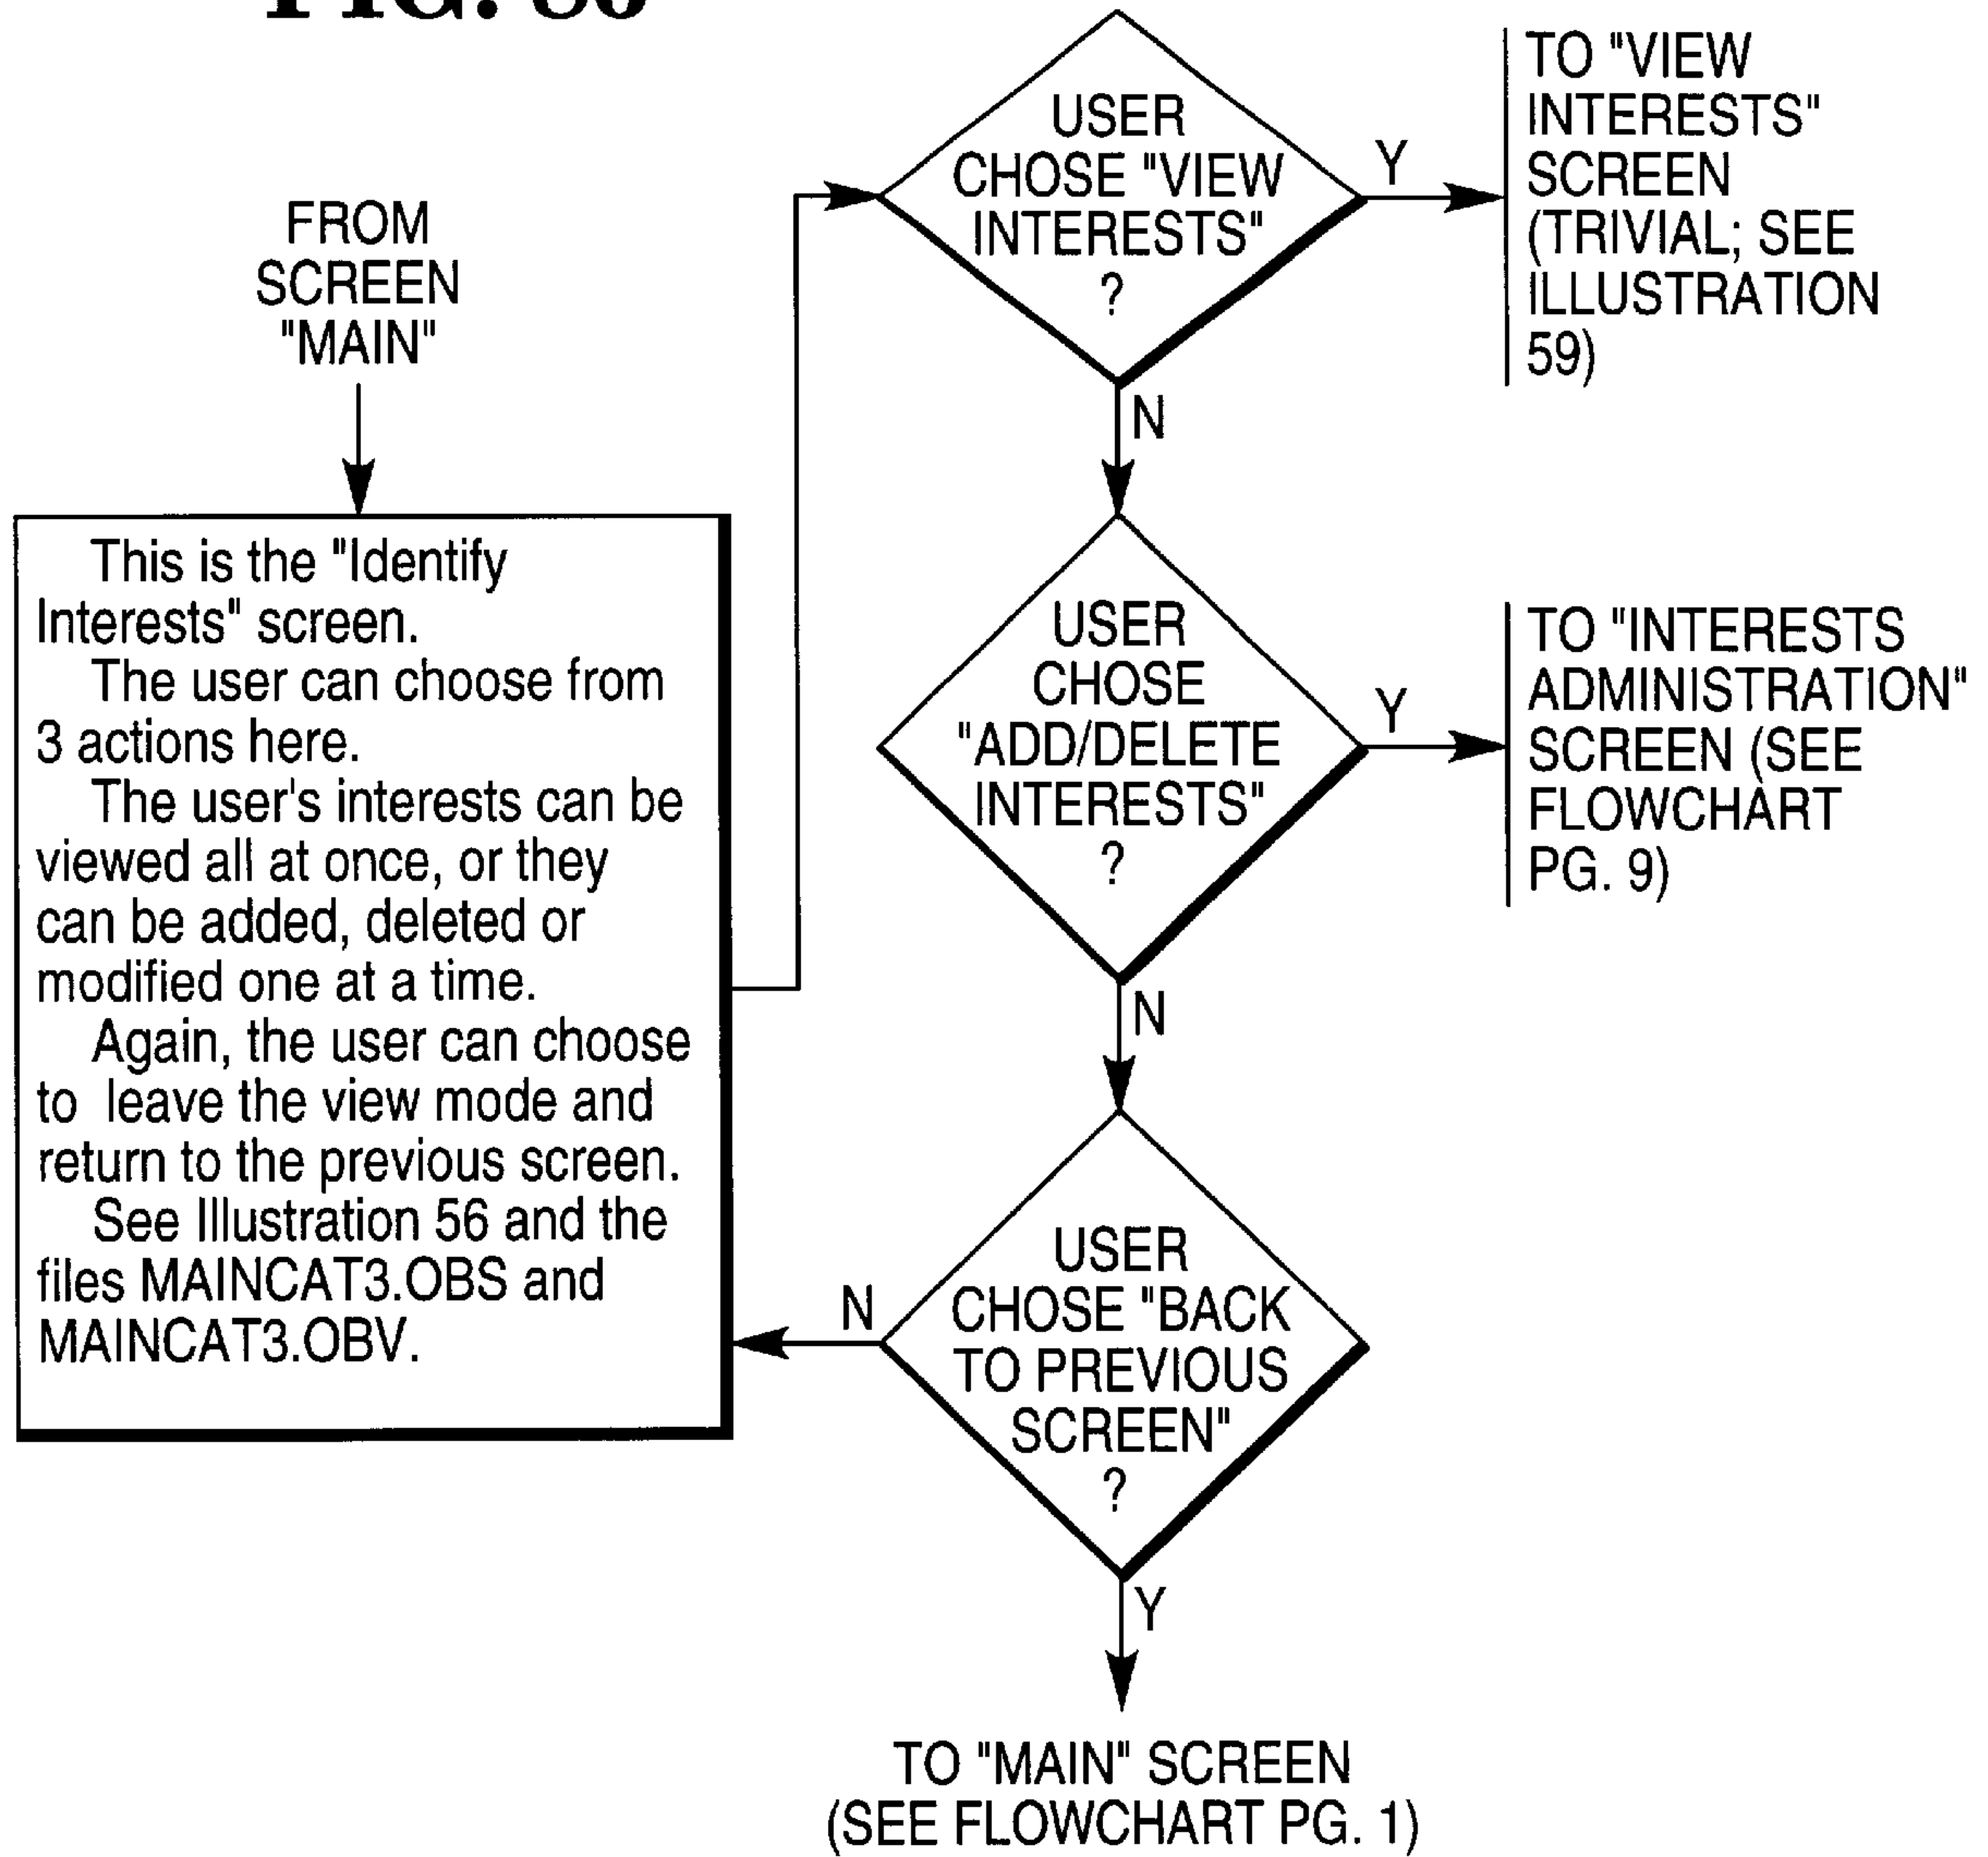 FROM
SCREEN
"MAIN"
This is the "Identify
Interests" screen.
The user can choose from
3 actions here.
The user's interests can be
viewed all at once, or they
can be added, deleted or
modified one at a time.
Again, the user can choose
to leave the view mode and
return to the previous screen.
See Illustration 56 and the
files MAINCAT3.OBS and
MAINCAT3.OBV.
USER
CHOSE "VIEW
INTERESTS"
?
Y
TO "VIEW
INTERESTS"
SCREEN
(TRIVIAL; SEE
ILLUSTRATION
59)
N
USER
CHOSE
"ADD/DELETE
INTERESTS"
?
Y
TO "INTERESTS
ADMINISTRATION"
SCREEN (SEE
FLOWCHART
PG. 9)
N
USER
CHOSE "BACK
TO PREVIOUS
SCREEN"
?
N
Y
TO "MAIN" SCREEN
(SEE FLOWCHART PG. 1)